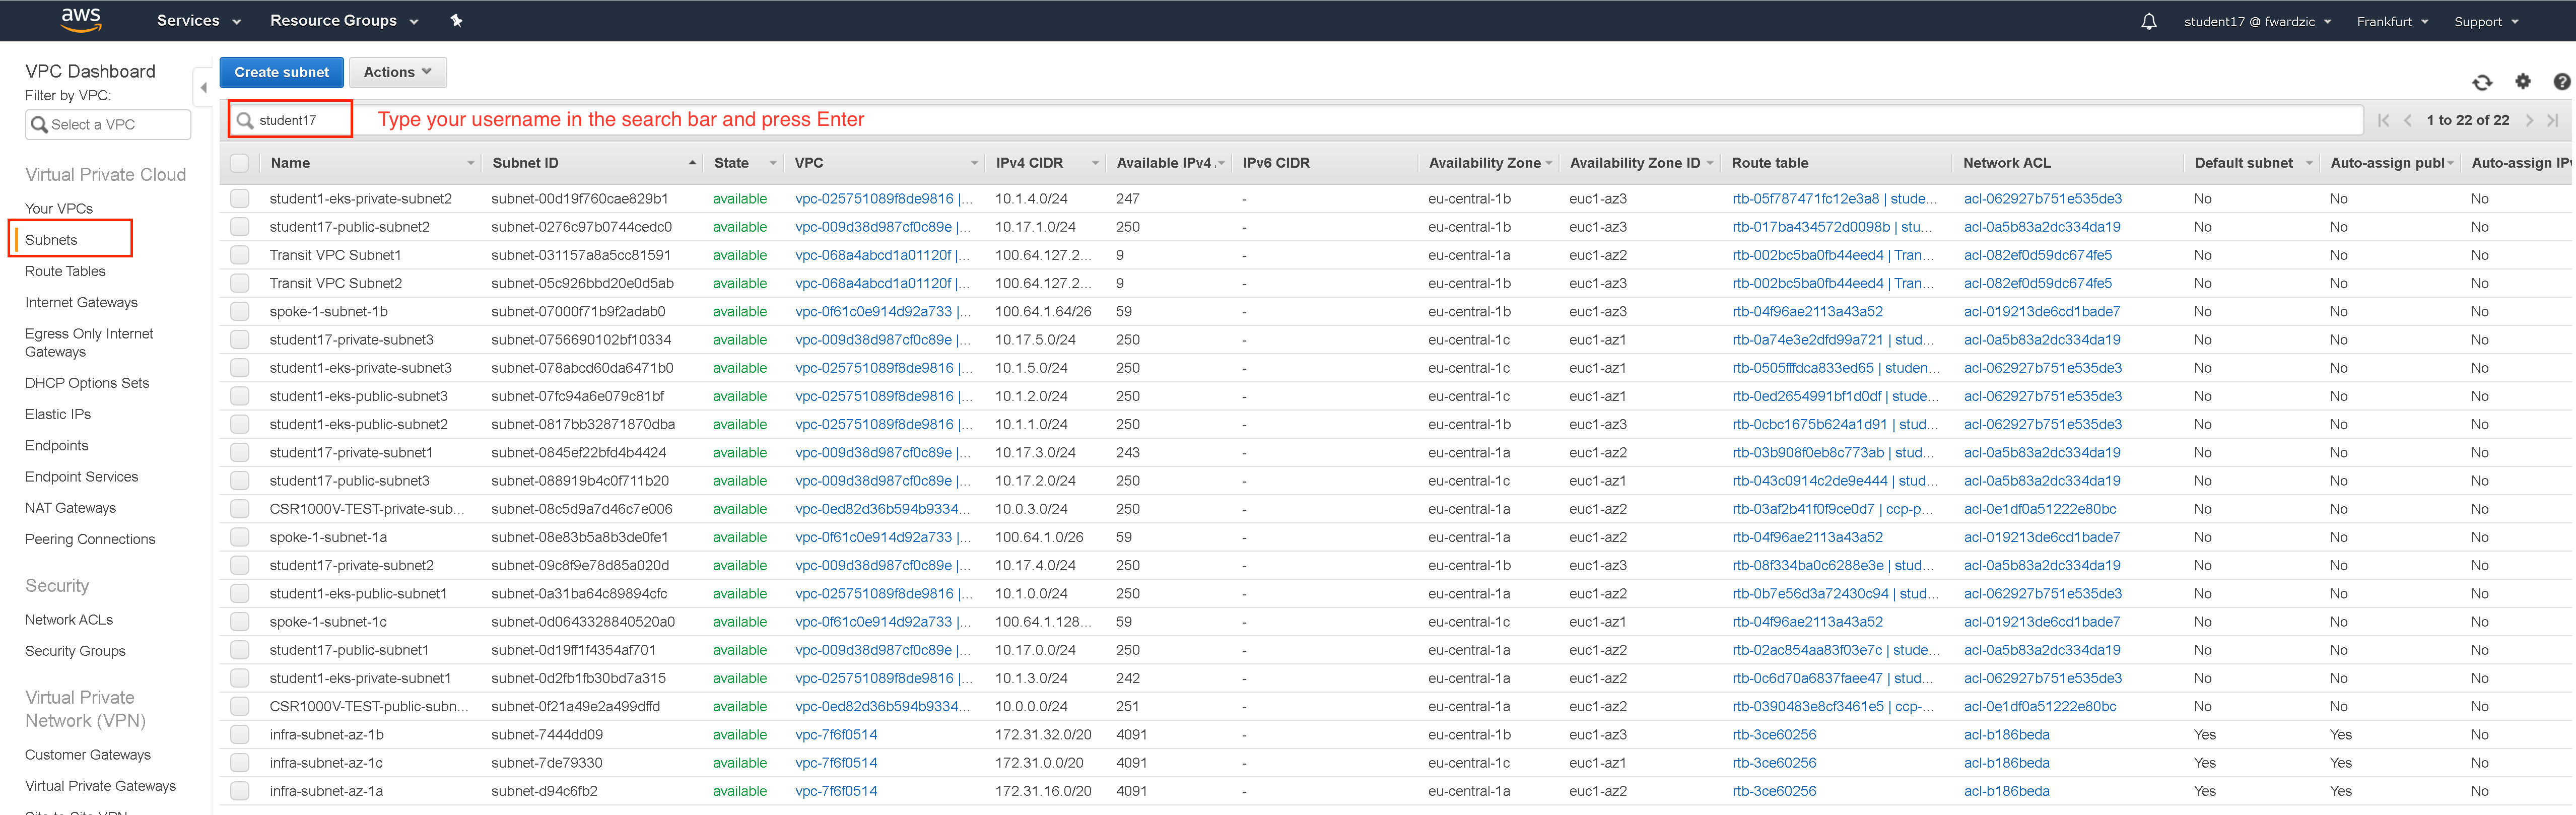 aws Services Resource Groups student17 @ fwardzic Frankfurt Support
VPC Dashboard
Filter by VPC:
Select a VPC
Virtual Private Cloud
Your VPCs
Subnets
Route Tables
Internet Gateways
Egress Only Internet
Gateways
DHCP Options Sets
Elastic IPs
Endpoints
Endpoint Services
NAT Gateways
Peering Connections
Security
Network ACLs
Security Groups
Virtual Private
Network (VPN)
Customer Gateways
Virtual Private Gateways
Site-to-Site VPN
Create subnet Actions
student17 Type your username in the search bar and press Enter 1 to 22 of 22
Name Subnet ID State VPC IPv4 CIDR Available IPv4 IPv6 CIDR Availability Zone Availability Zone ID Route table Network ACL Default subnet Auto-assign publ Auto-assign IPv
student1-eks-private-subnet2 subnet-00d19f760cae829b1 available vpc-025751089f8de9816 |... 10.1.4.0/24 247 - eu-central-1b euc1-az3 rtb-05f787471fc12e3a8 | stude... acl-062927b751e535de3 No No No
student17-public-subnet2 subnet-0276c97b0744cedc0 available vpc-009d38d987cf0c89e |... 10.17.1.0/24 250 - eu-central-1b euc1-az3 rtb-017ba434572d0098b | stu... acl-0a5b83a2dc334da19 No No No
Transit VPC Subnet1 subnet-031157a8a5cc81591 available vpc-068a4abcd1a01120f |... 100.64.127.2... 9 - eu-central-1a euc1-az2 rtb-002bc5ba0fb44eed4 | Tran... acl-082ef0d59dc674fe5 No No No
Transit VPC Subnet2 subnet-05c926bbd20e0d5ab available vpc-068a4abcd1a01120f |... 100.64.127.2... 9 - eu-central-1b euc1-az3 rtb-002bc5ba0fb44eed4 | Tran... acl-082ef0d59dc674fe5 No No No
spoke-1-subnet-1b subnet-07000f71b9f2adab0 available vpc-0f61c0e914d92a733 |... 100.64.1.64/26 59 - eu-central-1b euc1-az3 rtb-04f96ae2113a43a52 acl-019213de6cd1bade7 No No No
student17-private-subnet3 subnet-0756690102bf10334 available vpc-009d38d987cf0c89e |... 10.17.5.0/24 250 - eu-central-1c euc1-az1 rtb-0a74e3e2dfd99a721 | stud... acl-0a5b83a2dc334da19 No No No
student1-eks-private-subnet3 subnet-078abcd60da6471b0 available vpc-025751089f8de9816 |... 10.1.5.0/24 250 - eu-central-1c euc1-az1 rtb-0505fffdca833ed65 | studen... acl-062927b751e535de3 No No No
student1-eks-public-subnet3 subnet-07fc94a6e079c81bf available vpc-025751089f8de9816 |... 10.1.2.0/24 250 - eu-central-1c euc1-az1 rtb-0ed2654991bf1d0df | stude... acl-062927b751e535de3 No No No
student1-eks-public-subnet2 subnet-0817bb32871870dba available vpc-025751089f8de9816 |... 10.1.1.0/24 250 - eu-central-1b euc1-az3 rtb-0cbc1675b624a1d91 | stud... acl-062927b751e535de3 No No No
student17-private-subnet1 subnet-0845ef22bfd4b4424 available vpc-009d38d987cf0c89e |... 10.17.3.0/24 243 - eu-central-1a euc1-az2 rtb-03b908f0eb8c773ab | stud... acl-0a5b83a2dc334da19 No No No
student17-public-subnet3 subnet-088919b4c0f711b20 available vpc-009d38d987cf0c89e |... 10.17.2.0/24 250 - eu-central-1c euc1-az1 rtb-043c0914c2de9e444 | stud... acl-0a5b83a2dc334da19 No No No
CSR1000V-TEST-private-sub... subnet-08c5d9a7d46c7e006 available vpc-0ed82d36b594b9334... 10.0.3.0/24 250 - eu-central-1a euc1-az2 rtb-03af2b41f0f9ce0d7 | ccp-p... acl-0e1df0a51222e80bc No No No
spoke-1-subnet-1a subnet-08e83b5a8b3de0fe1 available vpc-0f61c0e914d92a733 |... 100.64.1.0/26 59 - eu-central-1a euc1-az2 rtb-04f96ae2113a43a52 acl-019213de6cd1bade7 No No No
student17-private-subnet2 subnet-09c8f9e78d85a020d available vpc-009d38d987cf0c89e |... 10.17.4.0/24 250 - eu-central-1b euc1-az3 rtb-08f334ba0c6288e3e | stude... acl-0a5b83a2dc334da19 No No No
student1-eks-public-subnet1 subnet-0a31ba64c89894cfc available vpc-025751089f8de9816 |... 10.1.0.0/24 250 - eu-central-1a euc1-az2 rtb-0b7e56d3a72430c94 | stud... acl-062927b751e535de3 No No No
spoke-1-subnet-1c subnet-0d0643328840520a0 available vpc-0f61c0e914d92a733 |... 100.64.1.128... 59 - eu-central-1c euc1-az1 rtb-04f96ae2113a43a52 acl-019213de6cd1bade7 No No No
student17-public-subnet1 subnet-0d19ff1f4354af701 available vpc-009d38d987cf0c89e |... 10.17.0.0/24 250 - eu-central-1a euc1-az2 rtb-02ac854aa83f03e7c | stude... acl-0a5b83a2dc334da19 No No No
student1-eks-private-subnet1 subnet-0d2fb1fb30bd7a315 available vpc-025751089f8de9816 |... 10.1.3.0/24 242 - eu-central-1a euc1-az2 rtb-0c6d70a6837faee47 | stud... acl-062927b751e535de3 No No No
CSR1000V-TEST-public-subn... subnet-0f21a49e2a499dffd available vpc-0ed82d36b594b9334... 10.0.0.0/24 251 - eu-central-1a euc1-az2 rtb-0390483e8cf3461e5 | ccp-... acl-0e1df0a51222e80bc No No No
infra-subnet-az-1b subnet-7444dd09 available vpc-7f6f0514 172.31.32.0/20 4091 - eu-central-1b euc1-az3 rtb-3ce60256 acl-b186beda Yes Yes No
infra-subnet-az-1c subnet-7de79330 available vpc-7f6f0514 172.31.0.0/20 4091 - eu-central-1c euc1-az1 rtb-3ce60256 acl-b186beda Yes Yes No
infra-subnet-az-1a subnet-d94c6fb2 available vpc-7f6f0514 172.31.16.0/20 4091 - eu-central-1a euc1-az2 rtb-3ce60256 acl-b186beda Yes Yes No